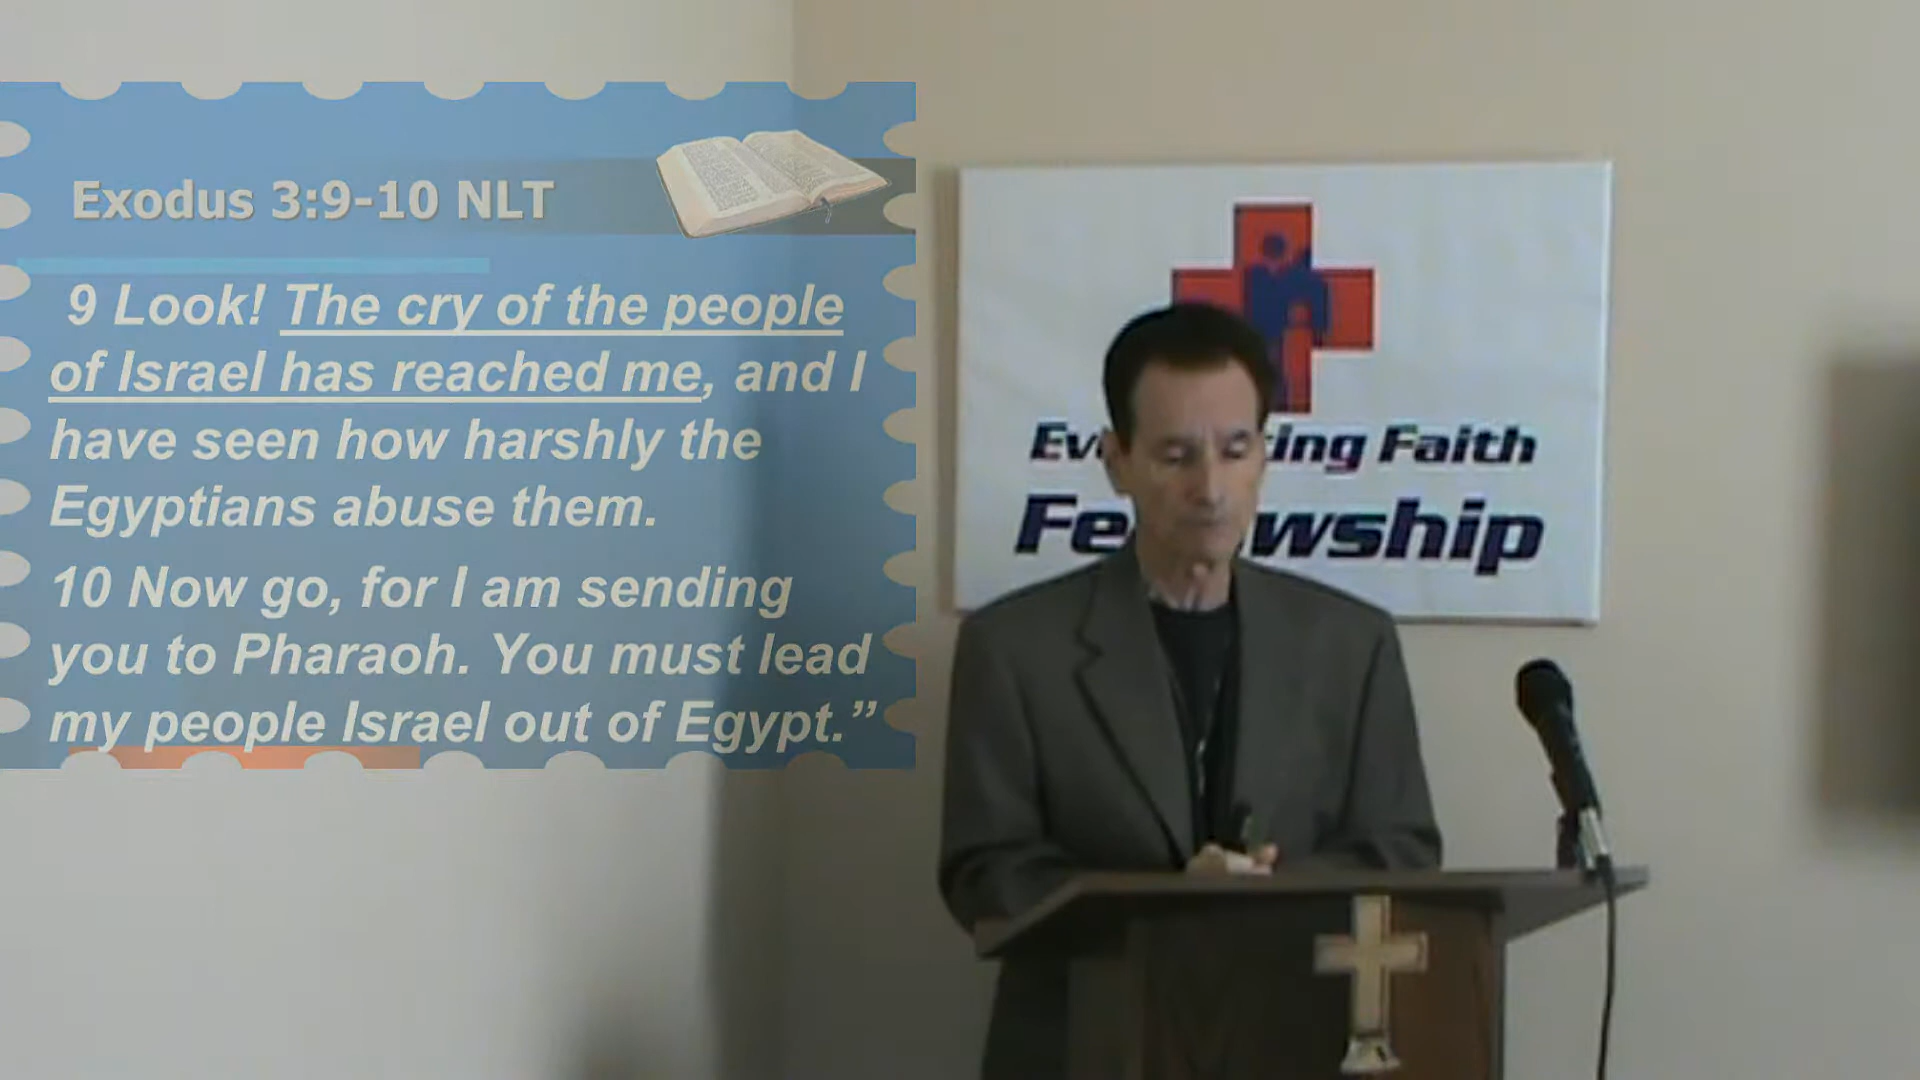 Exodus 3:9-10 NLT
9 Look! The cry of the people
of Israel has reached me, and I
have seen how harshly the
Egyptians abuse them.
10 Now go, for I am sending
you to Pharaoh. You must lead
my people Israel out of Egypt.”
Faith